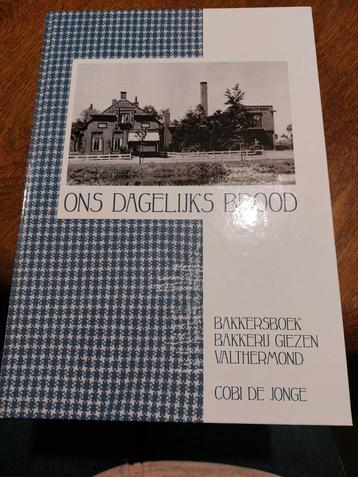 ONS DAGELIJKS BROOD
BAKKERSBOEK
BAKKERIJ GIEZEN
VALTHERMOND
COBI DE JONGE